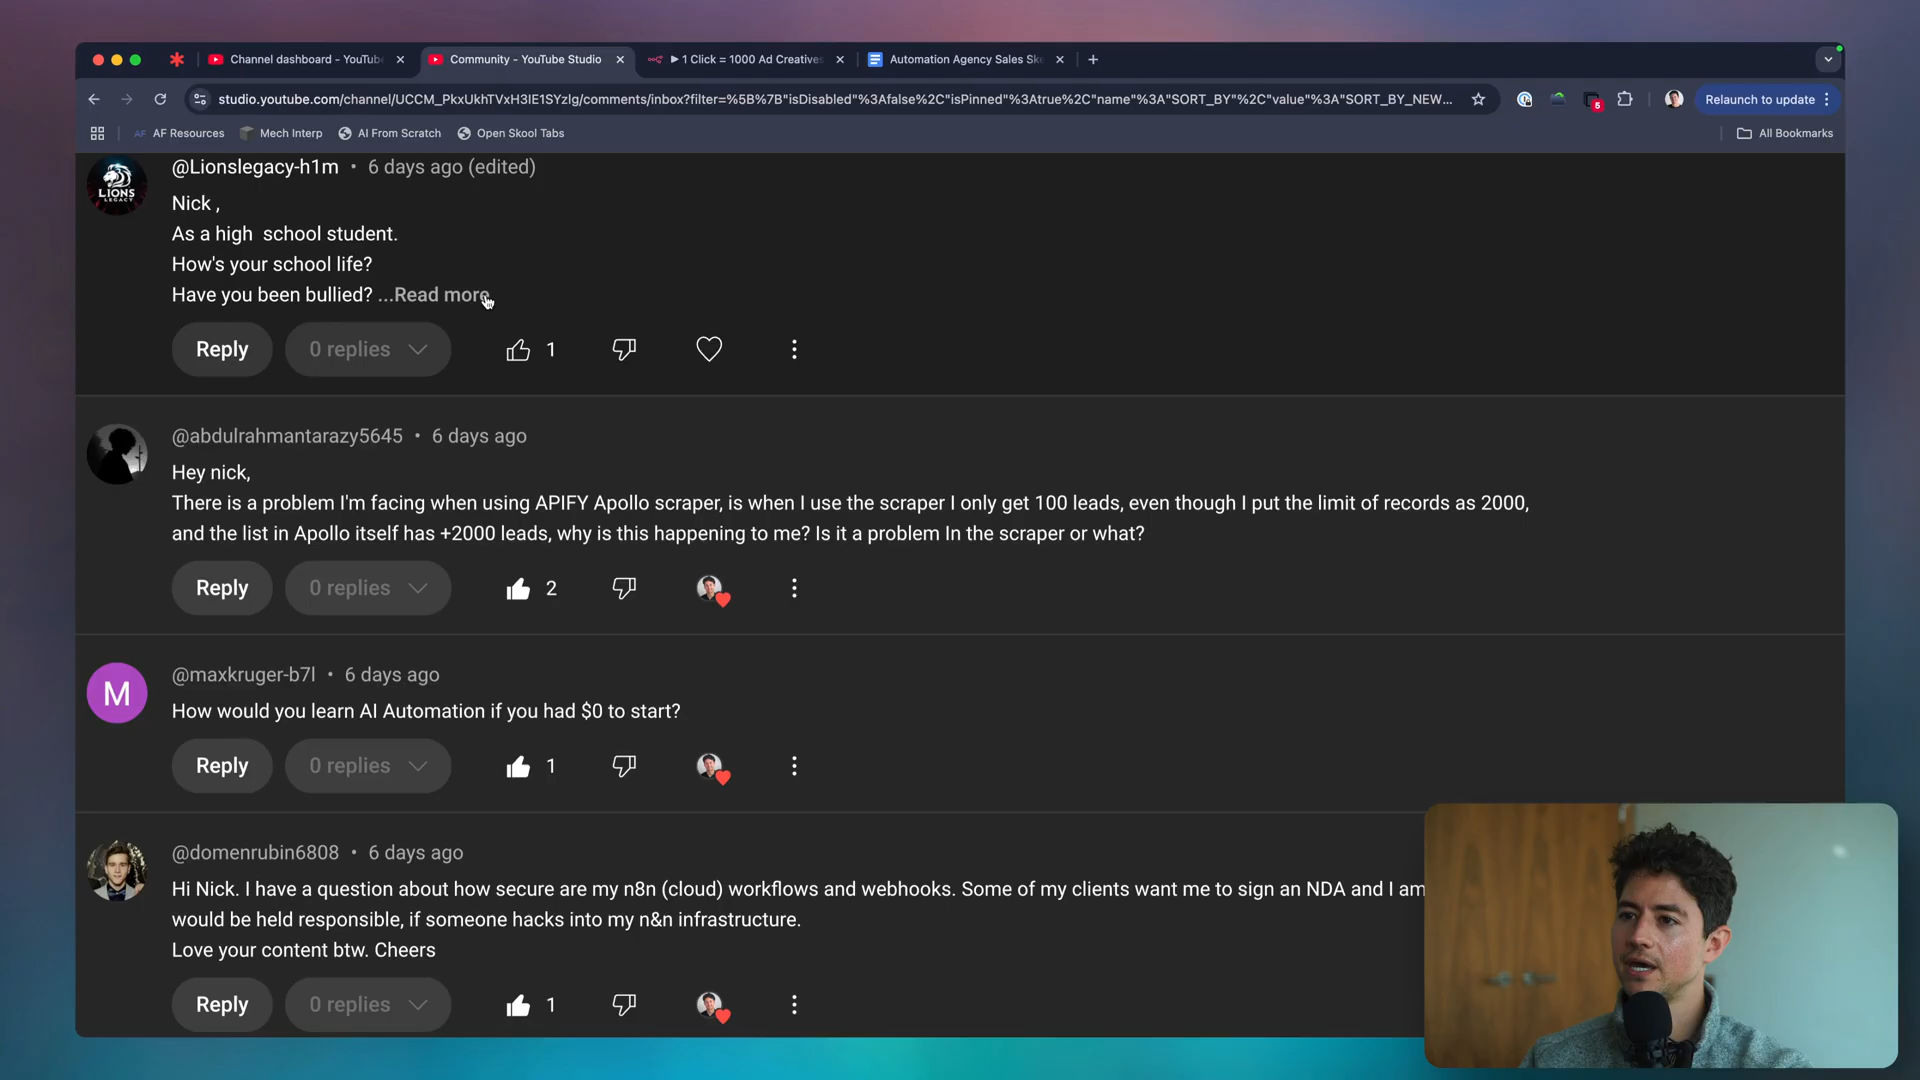 Channel dashboard - YouTube
Community - YouTube Studio
1 Click = 1000 Ad Creatives
Automation Agency Sales Ske
studio.youtube.com/channel/UCCM_PkxUkhTVxH3IE1SYzIg/comments/inbox?filter=%5B%7B"isDisabled"%3Afalse%2C"isPinned"%3Atrue%2C"name"%3A"SORT_BY"%2C"value"%3A"SORT_BY_NEW...
5
Relaunch to update
AF AF Resources
Mech Interp
AI From Scratch
Open Skool Tabs
All Bookmarks
LIONS
LEGACY
@Lionslegacy-h1m • 6 days ago (edited)
Nick ,
As a high school student.
How's your school life?
Have you been bullied? ...Read more
Reply 0 replies 1
@abdulrahmantarazy5645 • 6 days ago
Hey nick,
There is a problem I'm facing when using APIFY Apollo scraper, is when I use the scraper I only get 100 leads, even though I put the limit of records as 2000,
and the list in Apollo itself has +2000 leads, why is this happening to me? Is it a problem In the scraper or what?
Reply 0 replies 2
M
@maxkruger-b7l • 6 days ago
How would you learn AI Automation if you had $0 to start?
Reply 0 replies 1
@domenrubin6808 • 6 days ago
Hi Nick. I have a question about how secure are my n8n (cloud) workflows and webhooks. Some of my clients want me to sign an NDA and I am
would be held responsible, if someone hacks into my n&n infrastructure.
Love your content btw. Cheers
Reply 0 replies 1